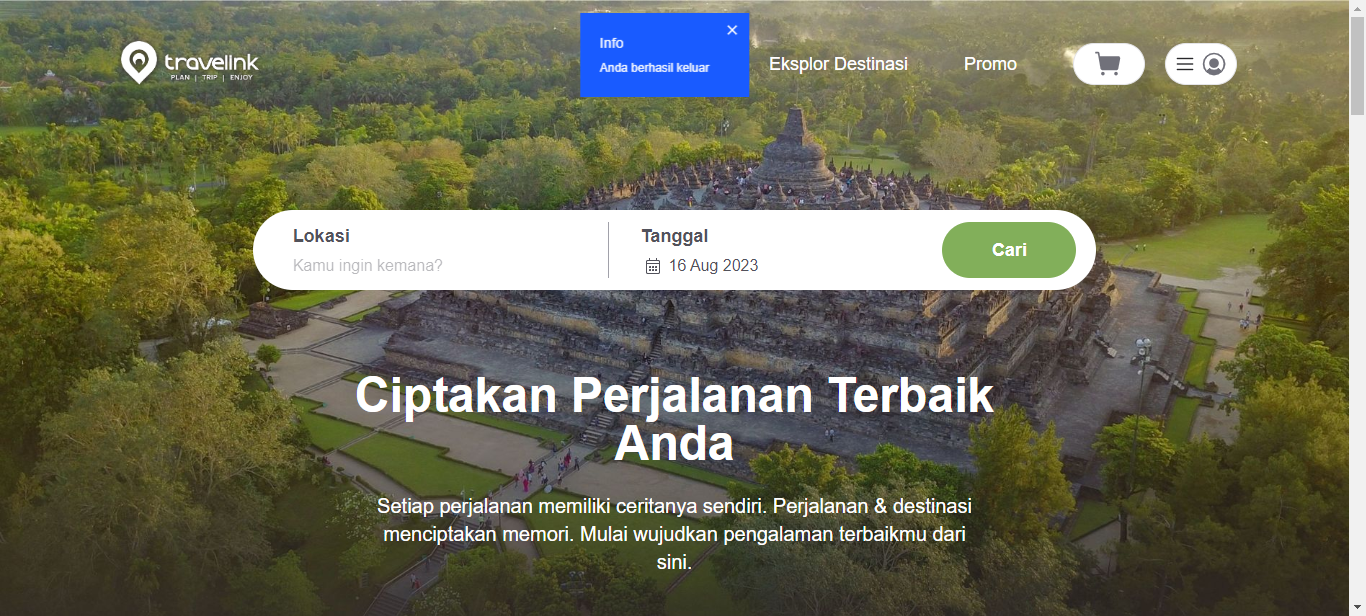 travelink
PLAN | TRIP | ENJOY
Info
Anda berhasil keluar
Eksplor Destinasi
Promo
Lokasi
Kamu ingin kemana?
Tanggal
16 Aug 2023
Cari
Ciptakan Perjalanan Terbaik
Anda
Setiap perjalanan memiliki ceritanya sendiri. Perjalanan & destinasi
menciptakan memori. Mulai wujudkan pengalaman terbaikmu dari
sini.